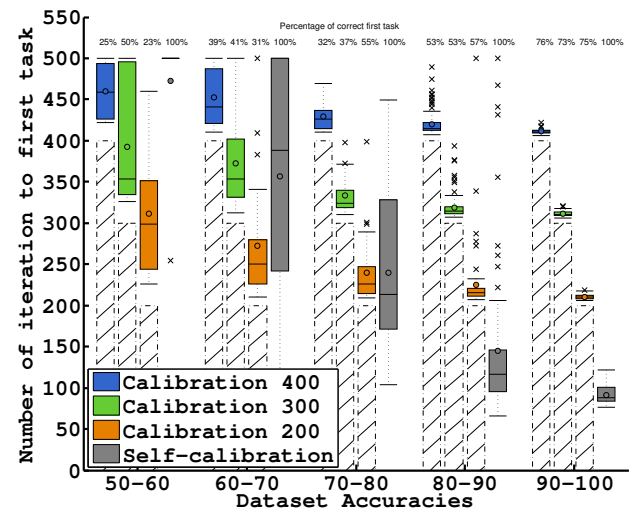 Percentage of correct first task
25% 50% 23% 100% 39% 41% 31% 100% 32% 37% 55% 100% 53% 53% 57% 100% 76% 73% 75% 100%
Number of iteration to first task
500
450
400
350
300
250
200
150
100
50
0
Calibration 400
Calibration 300
Calibration 200
Self-calibration
50-60 60-70 70-80 80-90 90-100
Dataset Accuracies